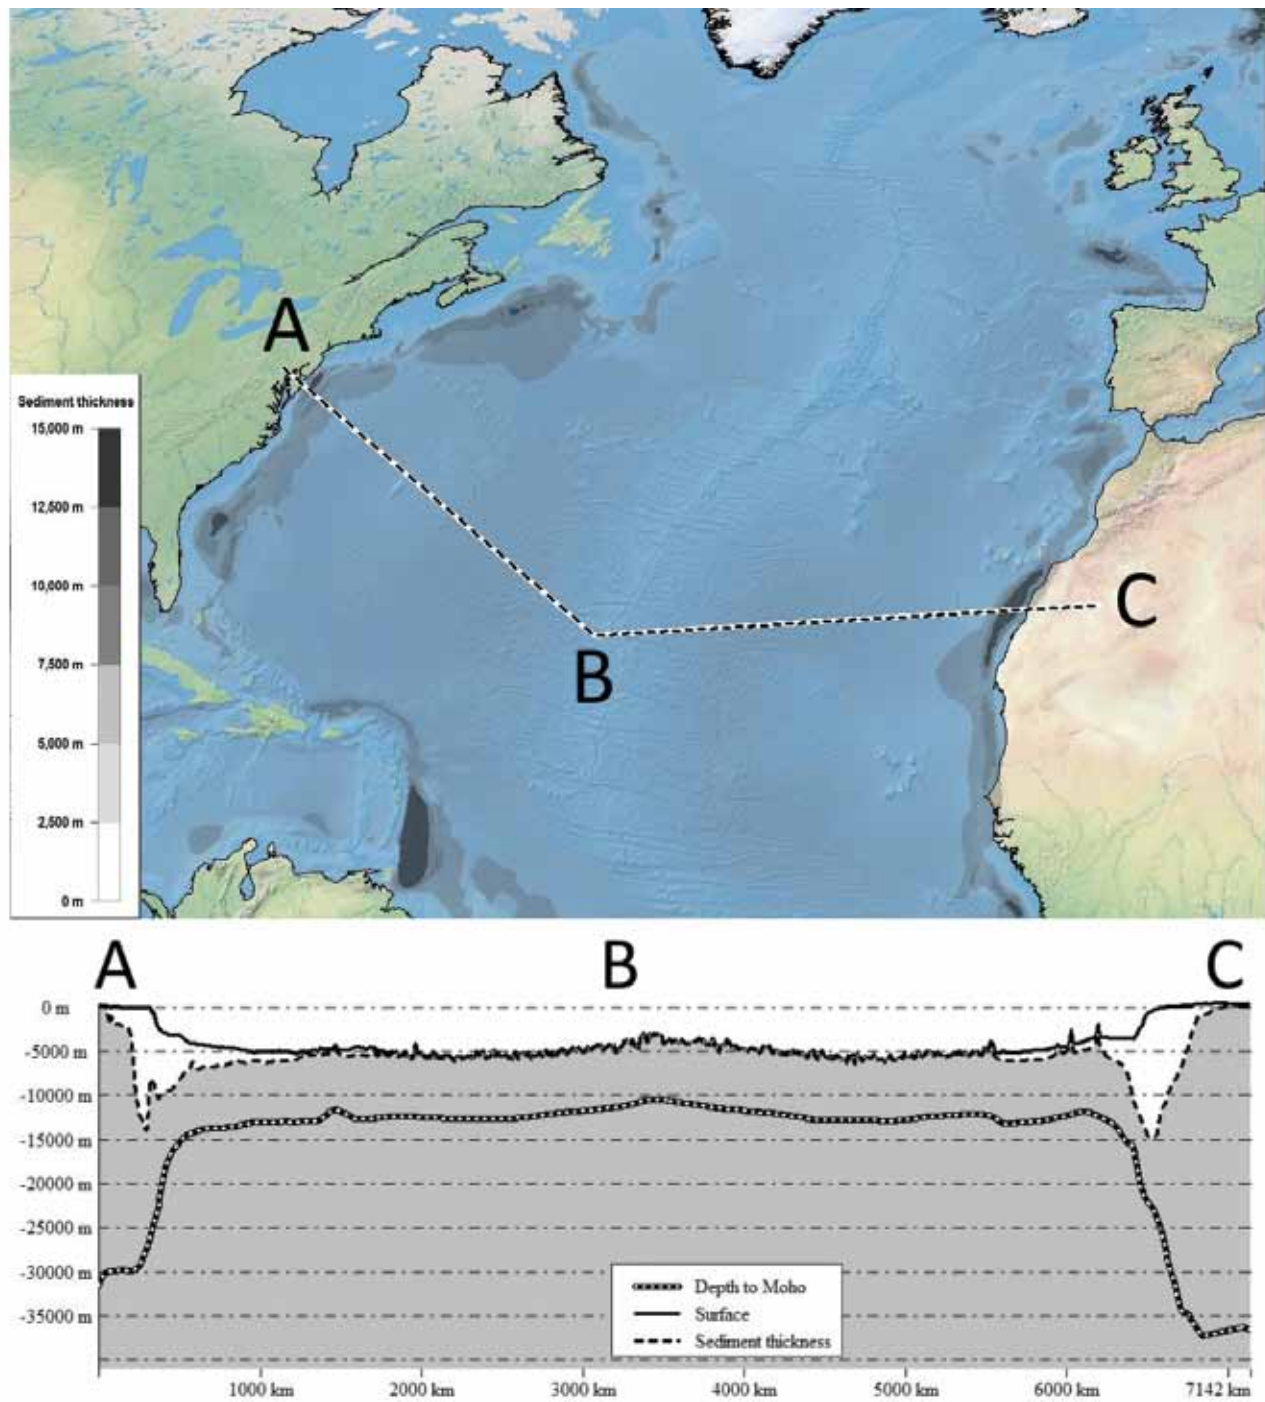 A
Sediment thickness
15,000 m
12,500 m
10,000 m
7,500 m
5,000 m
2,500 m
0 m
B
C
A B C
0 m
-5000 m
-10000 m
-15000 m
-20000 m
-25000 m
-30000 m
-35000 m
Depth to Moho
Surface
Sediment thickness
1000 km 2000 km 3000 km 4000 km 5000 km 6000 km 7142 km